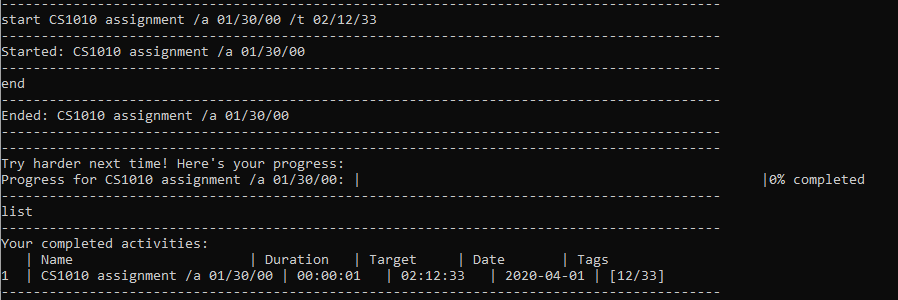 --------------------------------------------------------------------------------
start CS1010 assignment /a 01/30/00 /t 02/12/33
------------------------------------------------------------------------------------------
Started: CS1010 assignment /a 01/30/00
------------------------------------------------------------------------------------------
end
------------------------------------------------------------------------------------------
Ended: CS1010 assignment /a 01/30/00
------------------------------------------------------------------------------------------
------------------------------------------------------------------------------------------
Try harder next time! Here's your progress:
Progress for CS1010 assignment /a 01/30/00: |                                                  |0% completed
------------------------------------------------------------------------------------------
list
------------------------------------------------------------------------------------------
Your completed activities:
   | Name                      | Duration   | Target     | Date       | Tags
1  | CS1010 assignment /a 01/30/00 | 00:00:01   | 02:12:33   | 2020-04-01 | [12/33]
------------------------------------------------------------------------------------------